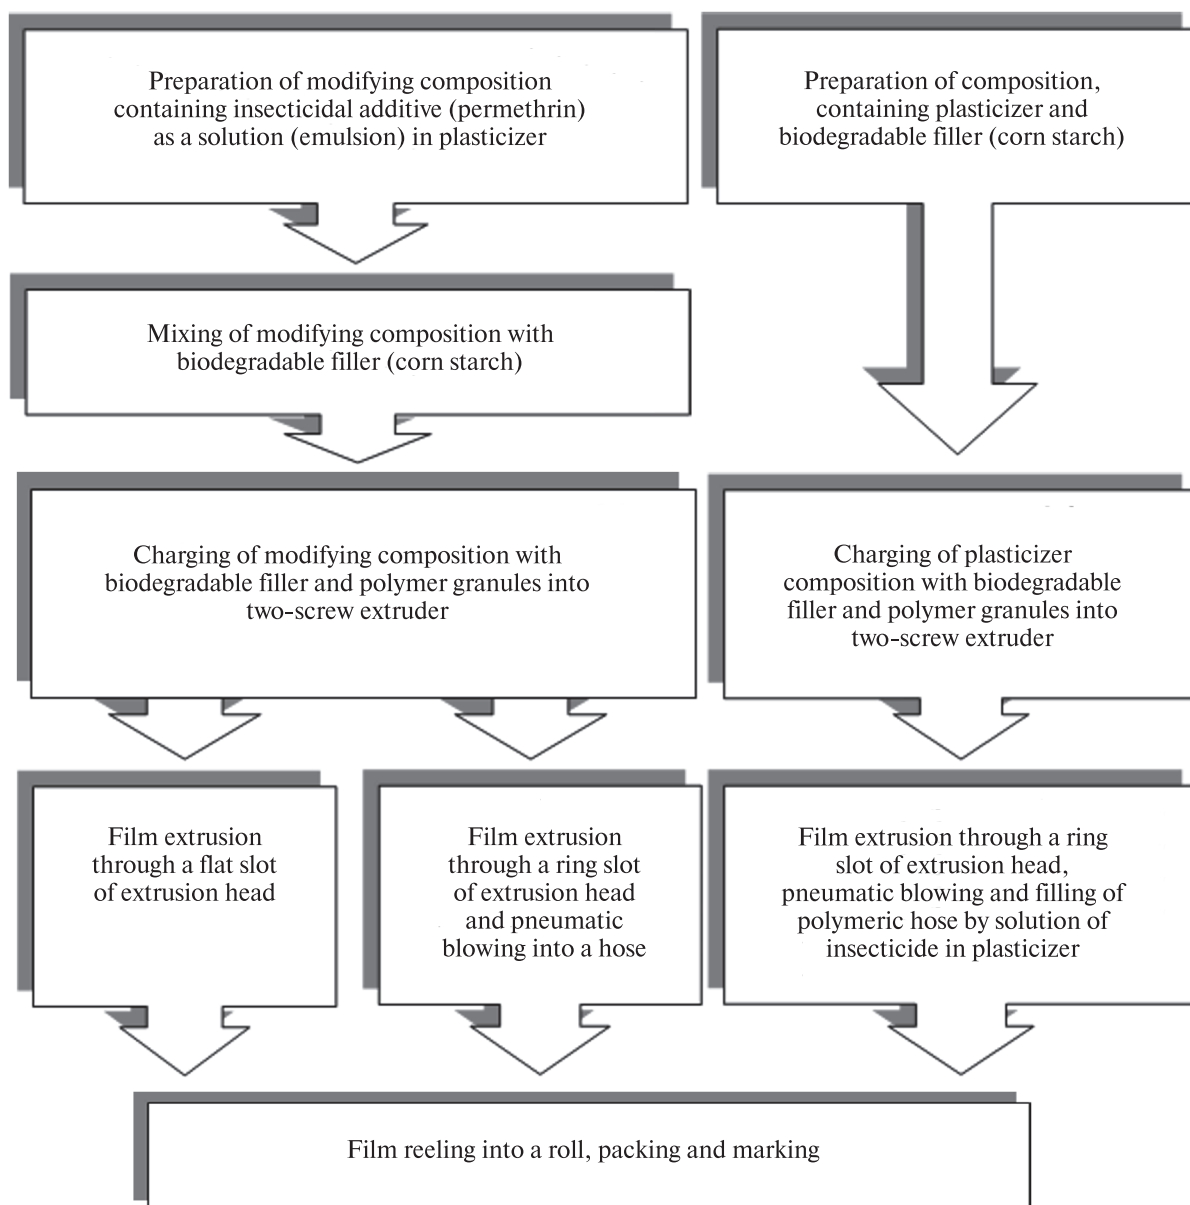 Preparation of modifying composition
containing insecticidal additive (permethrin)
as a solution (emulsion) in plasticizer
Preparation of composition,
containing plasticizer and
biodegradable filler (corn starch)
Mixing of modifying composition with
biodegradable filler (corn starch)
Charging of modifying composition with
biodegradable filler and polymer granules into
two-screw extruder
Charging of plasticizer
composition with biodegradable
filler and polymer granules into
two-screw extruder
Film extrusion
through a flat slot
of extrusion head
Film extrusion
through a ring slot
of extrusion head
and pneumatic
blowing into a hose
Film extrusion through a ring
slot of extrusion head,
pneumatic blowing and filling of
polymeric hose by solution of
insecticide in plasticizer
Film reeling into a roll, packing and marking